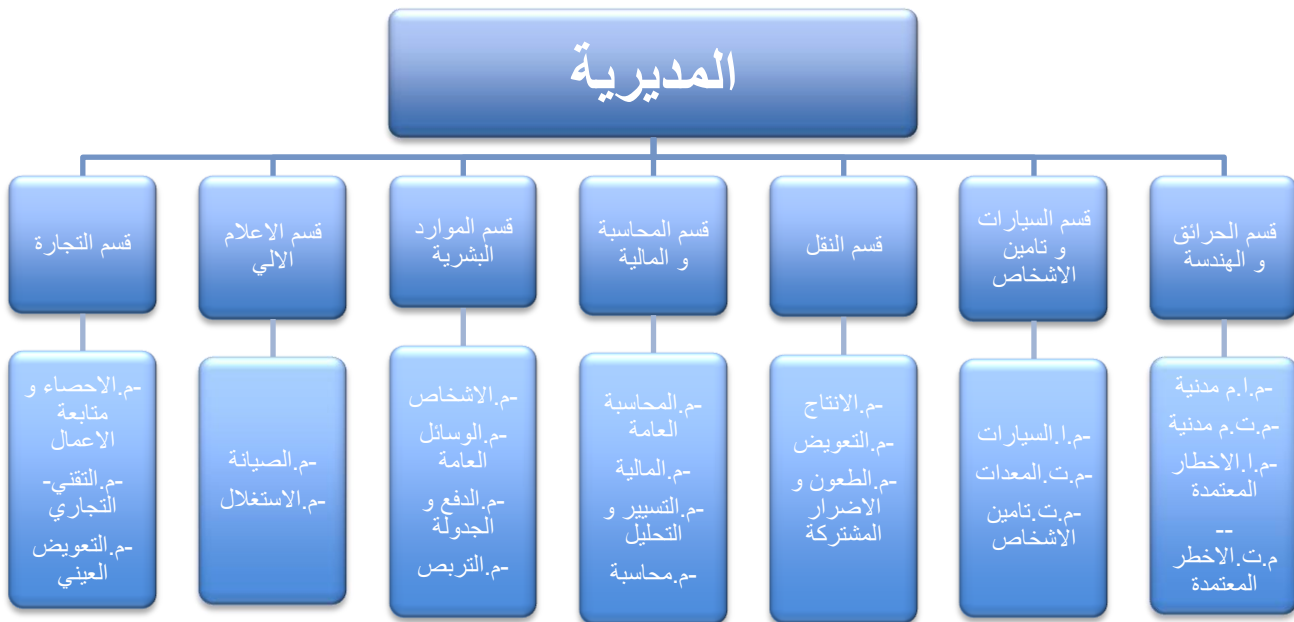 المديرية
قسم الحرائق
و الهندسة
قسم السيارات
و تامين
الاشخاص
قسم النقل
قسم المحاسبة
و المالية
قسم الموارد
البشرية
قسم الاعلام
الالي
قسم التجارة
-م.ا.م مدنية
-م.ت.م مدنية
-م.ا.الاخطار
المعتمدة
--
م.ت.الاخطر
المعتمدة
-م.ا.السيارات
-م.ت.المعدات
-م.ت.تامين
الاشخاص
-م.الانتاج
-م.التعويض
-م.الطعون و
الاضرار
المشتركة
-م.المحاسبة
العامة
-م.المالية
-م.التسيير و
التحليل
-م.محاسبة
-م.الاشخاص
-م.الوسائل
العامة
-م.الدفع و
الجدولة
-م.التربص
-م.الصيانة
-م.الاستغلال
-م.الاحصاء و
متابعة
الاعمال
-م.التقني-
التجاري
-م.التعويض
العيني